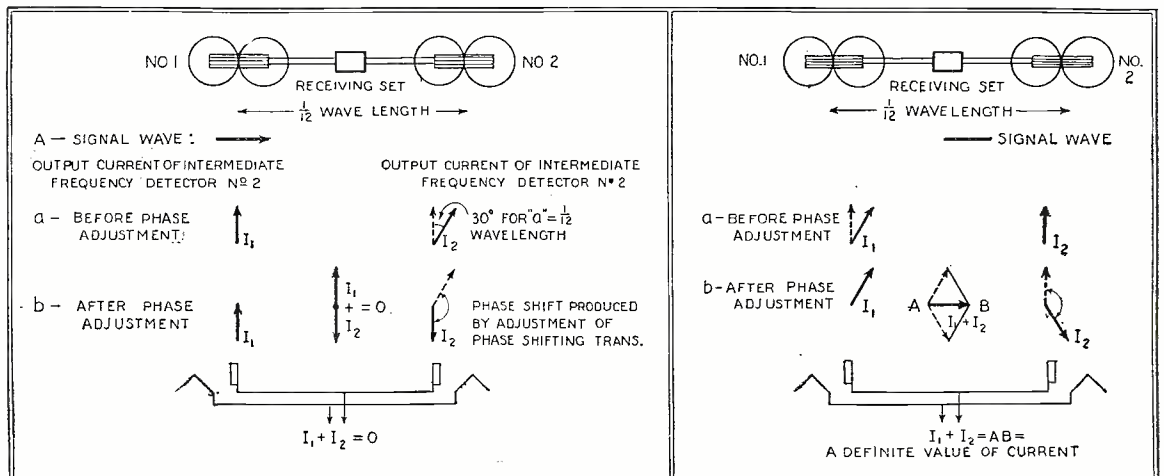 NO 1
NO 2
RECEIVING SET
1/12 WAVE LENGTH
A — SIGNAL WAVE:
OUTPUT CURRENT OF INTERMEDIATE
FREQUENCY DETECTOR Nº 2
OUTPUT CURRENT OF INTERMEDIATE
FREQUENCY DETECTOR Nº 2
a - BEFORE PHASE
ADJUSTMENT:
I₁
I₂
30° FOR "a" = 1/12
WAVELENGTH
b - AFTER PHASE
ADJUSTMENT
I₁
I₁
+ = 0
I₂
I₂
PHASE SHIFT PRODUCED
BY ADJUSTMENT OF
PHASE SHIFTING TRANS.
I₁ + I₂ = 0
NO.1
NO.
2
RECEIVING SET
1/12 WAVE LENGTH
SIGNAL WAVE
a - BEFORE PHASE
ADJUSTMENT
I₁
I₂
b - AFTER PHASE
ADJUSTMENT
I₁
A
B
I₁ + I₂
I₂
I₁ + I₂ = AB =
A DEFINITE VALUE OF CURRENT